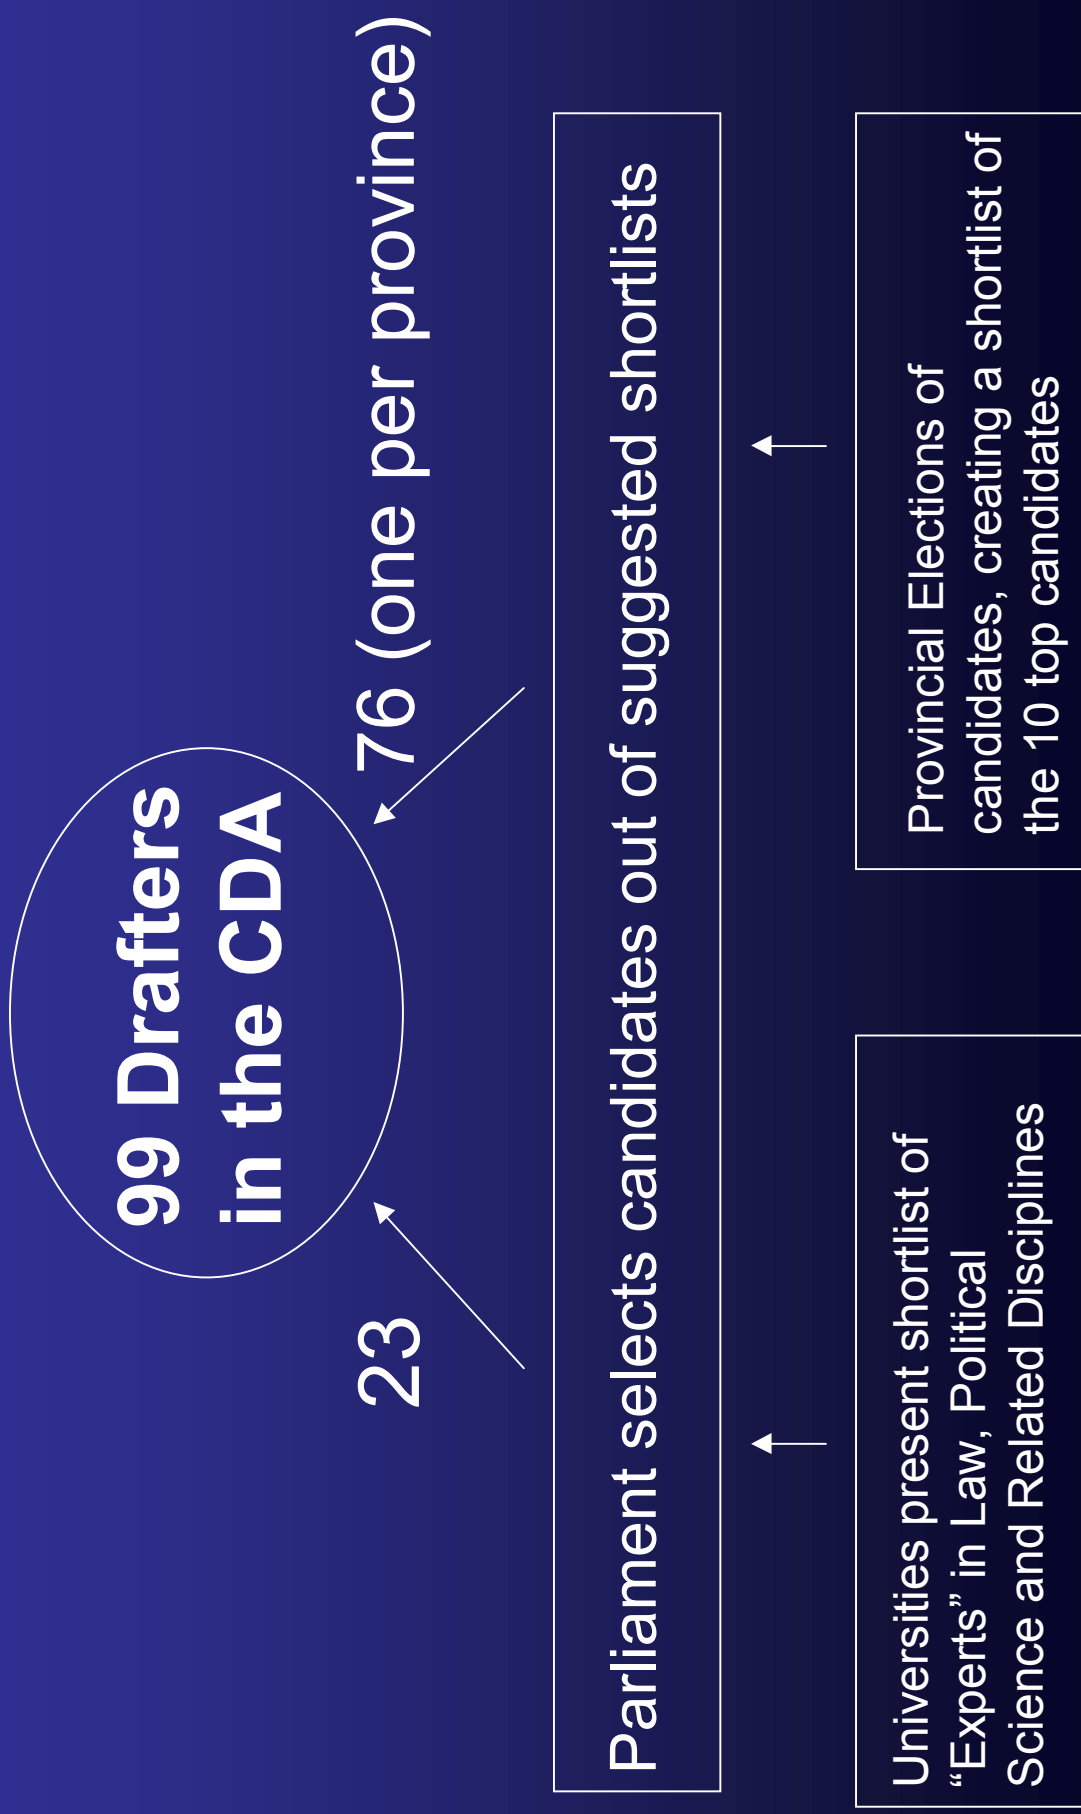 99 Drafters
in the CDA
23
76 (one per province)
Parliament selects candidates out of suggested shortlists
Universities present shortlist of
“Experts” in Law, Political
Science and Related Disciplines
Provincial Elections of
candidates, creating a shortlist of
the 10 top candidates